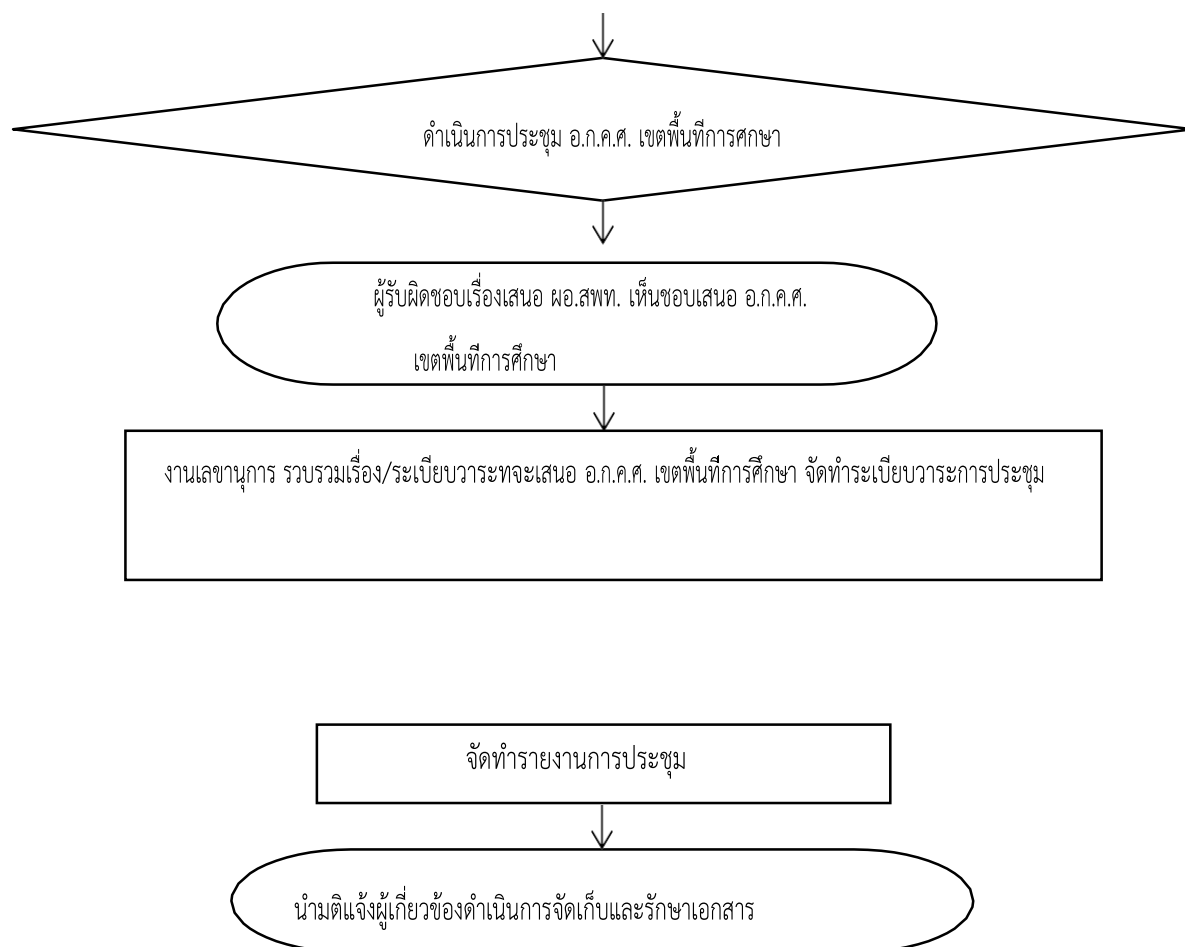 ดำเนินการประชุม อ.ก.ค.ศ. เขตพื้นที่การศกษา
ผู้รับผิดชอบเรื่องเสนอ ผอ.สพท. เห็นชอบเสนอ อ.ก.ค.ศ.
เขตพื้นที่การศึกษา
งานเลขานุการ รวบรวมเรื่อง/ระเบียบวาระทจะเสนอ อ.ก.ค.ศ. เขตพื้นที่การศึกษา จัดทำระเบียบวาระการประชุม
จัดทำรายงานการประชุม
นำมติแจ้งผู้เกี่ยวข้องดำเนินการจัดเก็บและรักษาเอกสาร